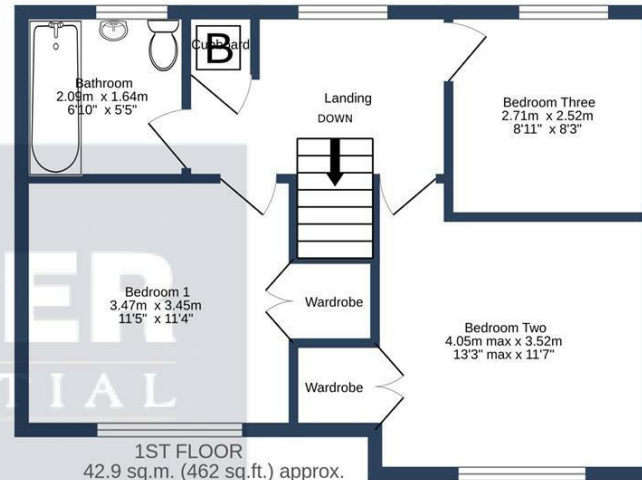 Cupboard
B
Bathroom
2.09m x 1.64m
6'10" x 5'5"
Landing
DOWN
Bedroom Three
2.71m x 2.52m
8'11" x 8'3"
Bedroom 1
3.47m x 3.45m
11'5" x 11'4"
Wardrobe
Bedroom Two
4.05m max x 3.52m
13'3" max x 11'7"
Wardrobe
ER
TIAL
1ST FLOOR
42.9 sq.m. (462 sq.ft.) approx.